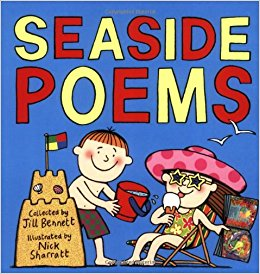 SEASIDE
POEMS
Collected by
Jill Bennett
Illustrated by
Nick
Sharratt